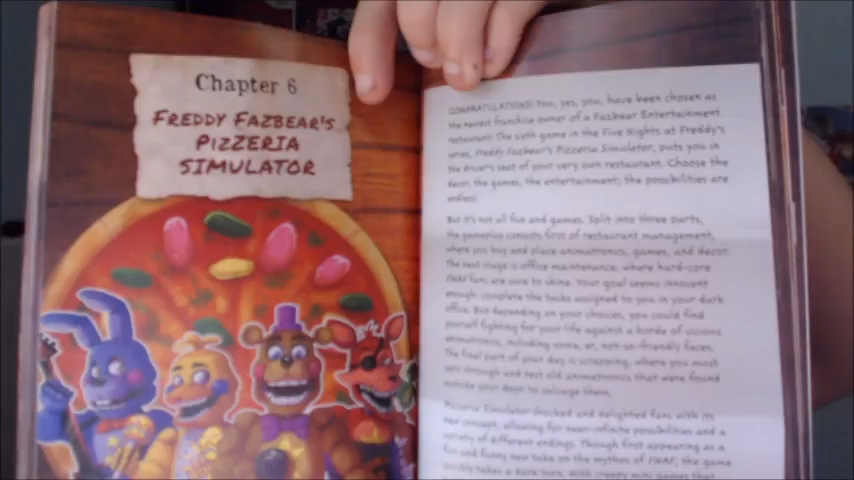 Chapter 6
FREDDY FAZBEAR'S
PIZZERIA
SIMULATOR
CONGRATULATIONS! You, yes, you, have been chosen as
the newest franchise owner of a Fazbear Entertainment
restaurant! The sixth game in the Five Nights at Freddy's
series, Freddy Fazbear's Pizzeria Simulator, puts you in
the driver's seat of your very own restaurant. Choose the
decor, the games, the entertainment; the possibilities are
endless!
But it's not all fun and games. Split into three parts,
the gameplay consists first of restaurant management,
where you buy and place animatronics, games, and decor.
The next stage is office maintenance, where hard-core
FNAF fans are sure to shine. Your goal seems innocent
enough: complete the tasks assigned to you in your dark
office. But depending on your choices, you could find
yourself fighting for your life against a horde of vicious
animatronics, including some, er, not-so-friendly faces.
The final part of your day is scrapping, where you must
sort through and test old animatronics that were found
outside your door to salvage them.
Pizzeria Simulator shocked and delighted fans with its
new concept, allowing for near-infinite possibilities and a
variety of different endings. Though first appearing as a
fun and funny new take on the mythos of FNAF, the game
quickly takes a dark turn, with creepy mini games that